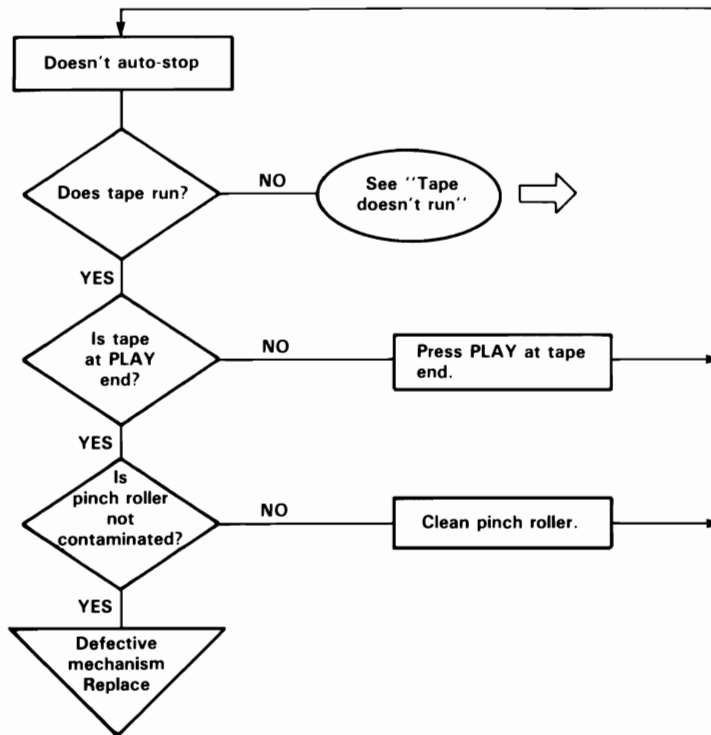 Doesn't auto-stop
Does tape run?
NO
See "Tape
doesn't run"
YES
Is tape
at PLAY
end?
NO
Press PLAY at tape
end.
YES
Is
pinch roller
not
contaminated?
NO
Clean pinch roller.
YES
Defective
mechanism
Replace